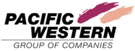 PACIFIC
WESTERN
GROUP OF COMPANIES